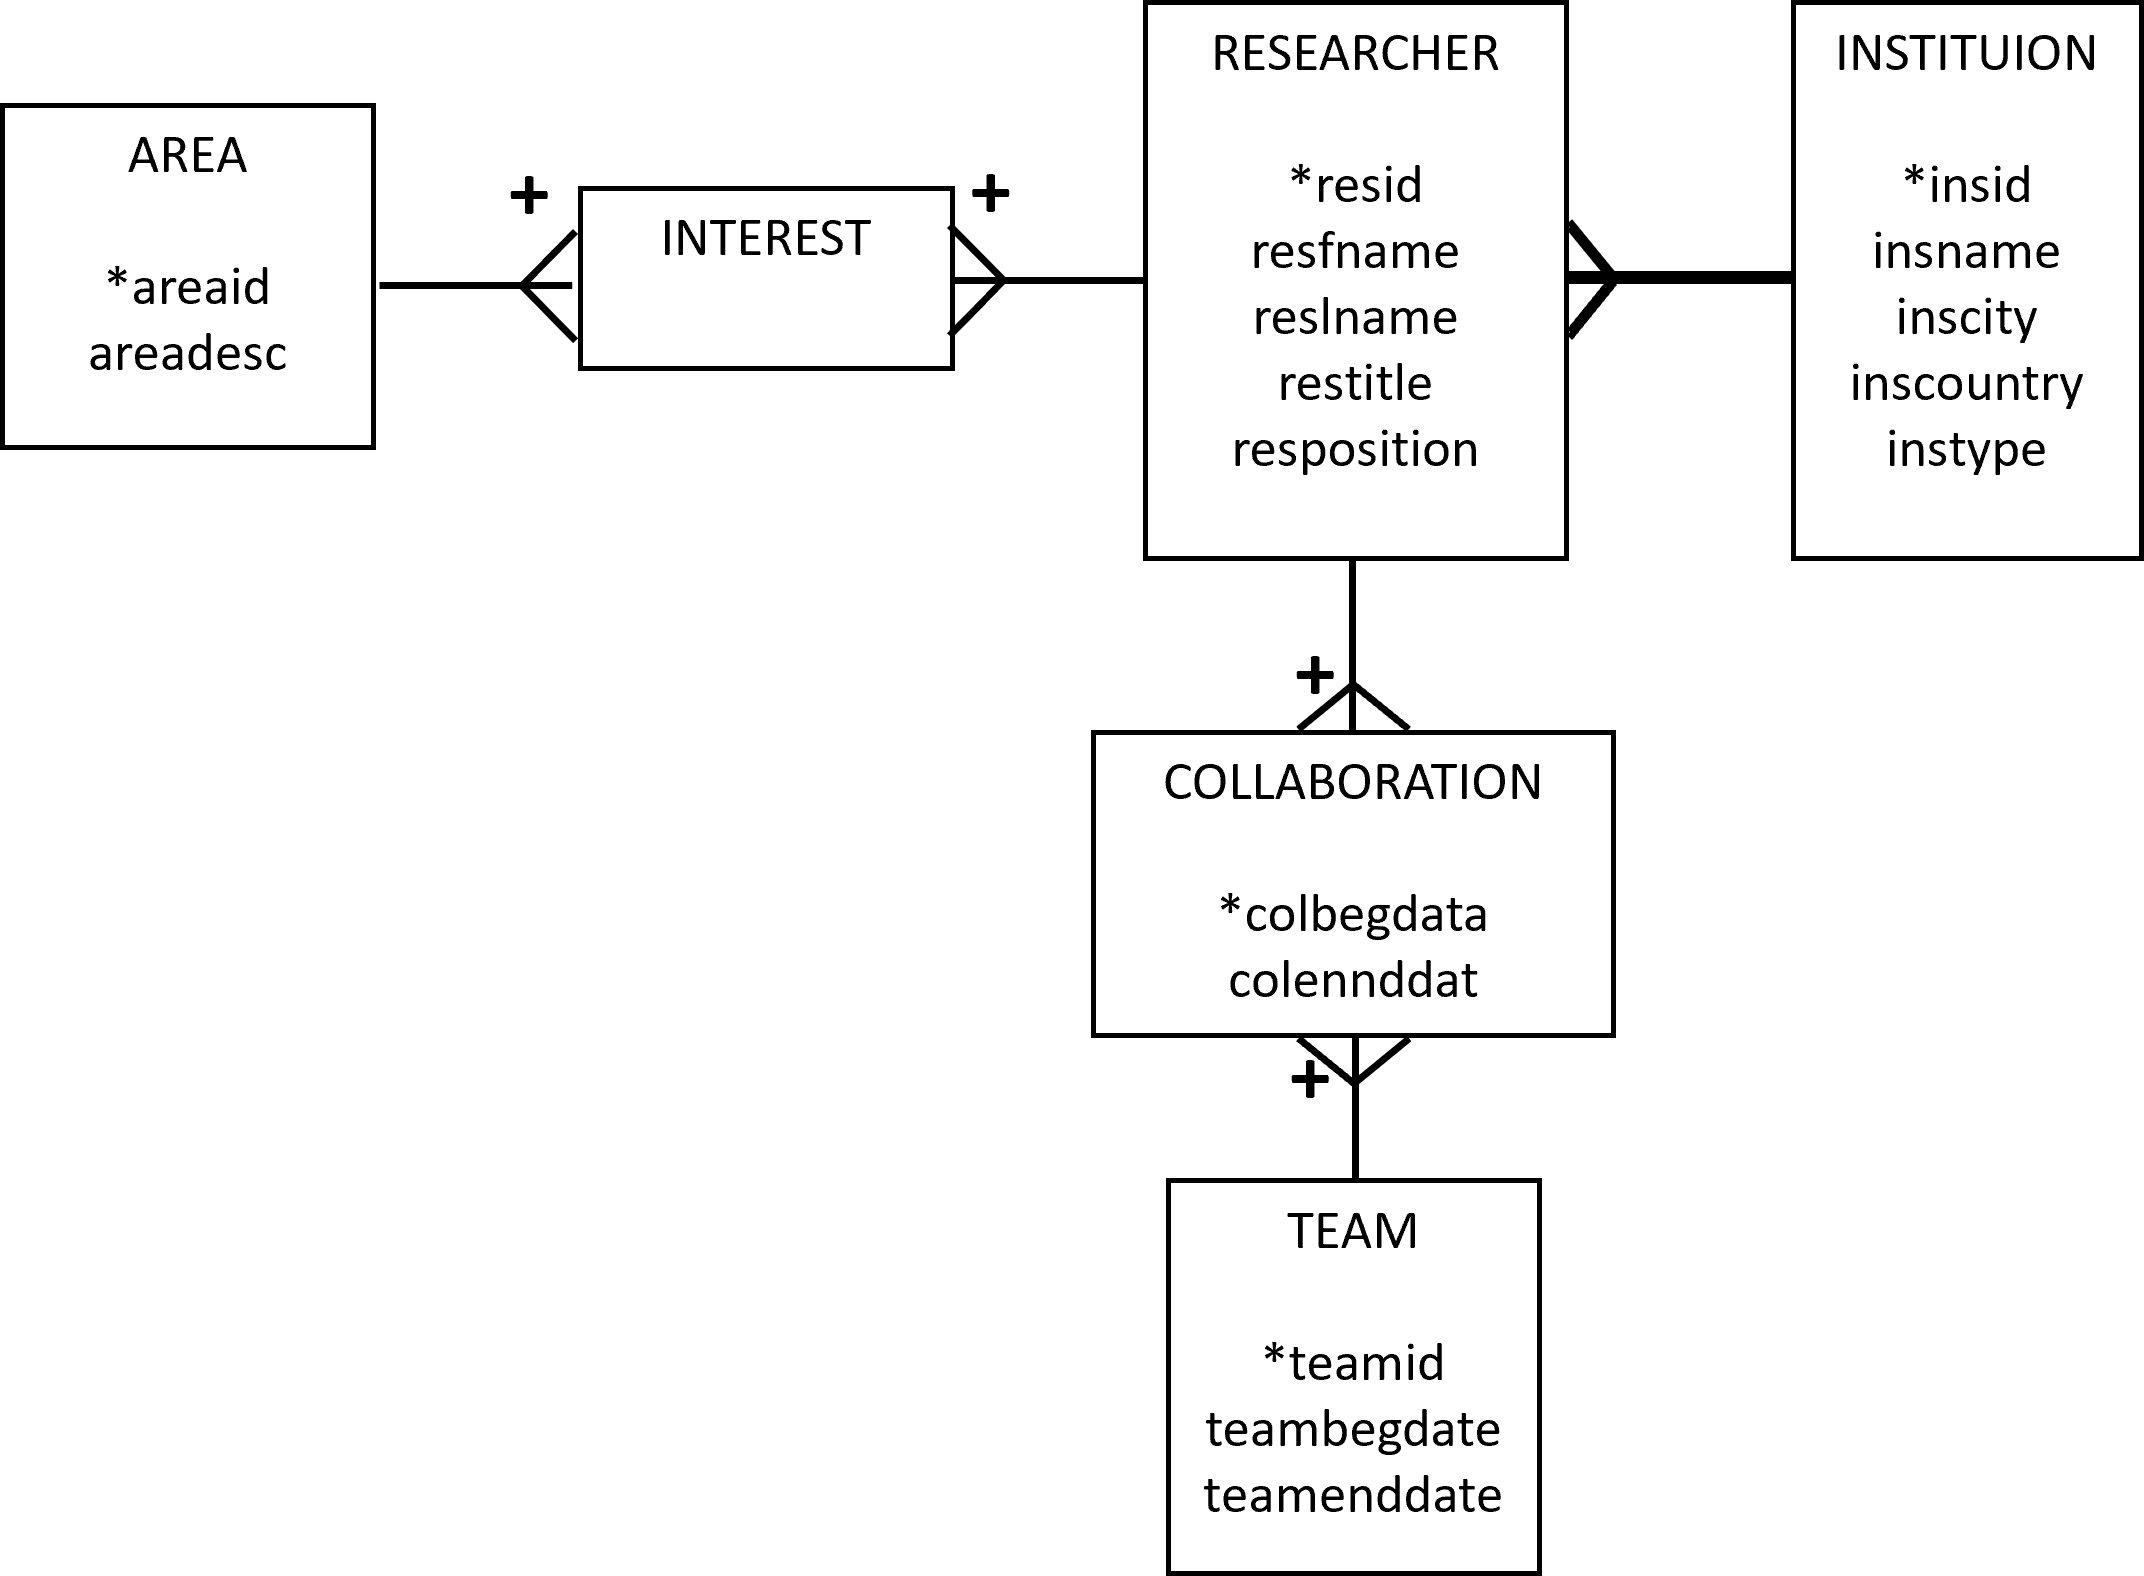 AREA
*areaid
areadesc
+
INTEREST
+
RESEARCHER
*resid
resfname
reslname
restitle
resposition
INSTITUION
*insid
insname
inscity
inscountry
instype
+
COLLABORATION
*colbegdata
colennddat
+
TEAM
*teamid
teambegdate
teamenddate